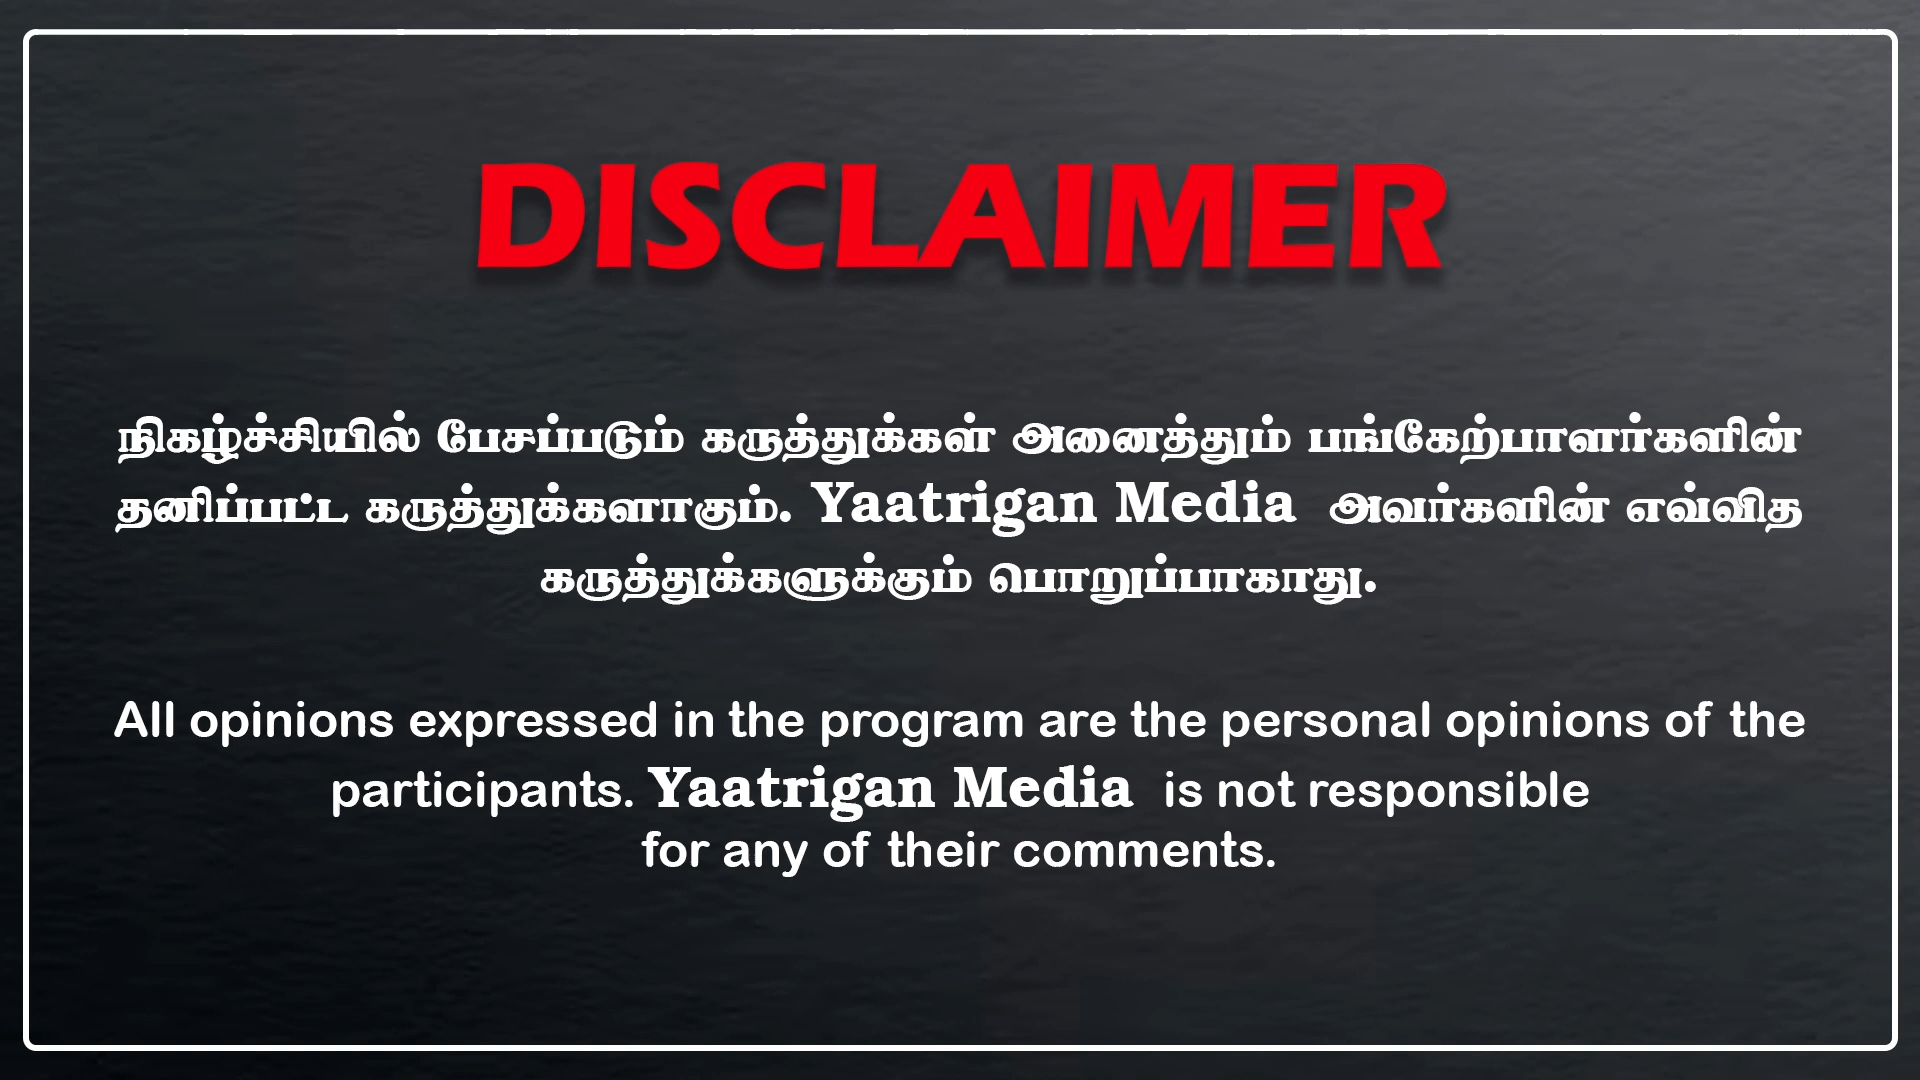 DISCLAIMER
நிகழ்ச்சியில் பேசப்படும் கருத்துக்கள் அனைத்தும் பங்கேற்பாளர்களின்
தனிப்பட்ட கருத்துக்களாகும். Yaatrigan Media அவர்களின் எவ்வித
கருத்துக்களுக்கும் பொறுப்பாகாது.
All opinions expressed in the program are the personal opinions of the
participants. Yaatrigan Media is not responsible
for any of their comments.